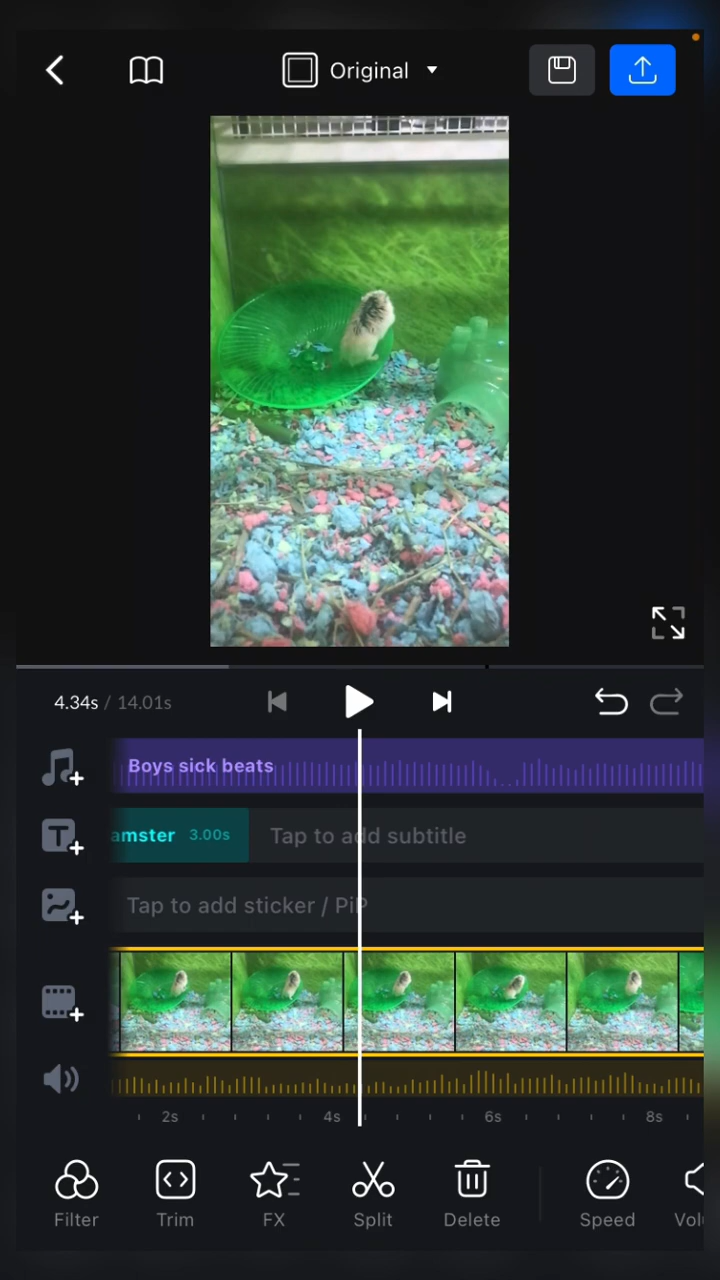 Original
4.34s / 14.01s
Boys sick beats
amster 3.00s Tap to add subtitle
Tap to add sticker / PiP
2s 4s 6s 8s
Filter Trim FX Split Delete Speed Volu